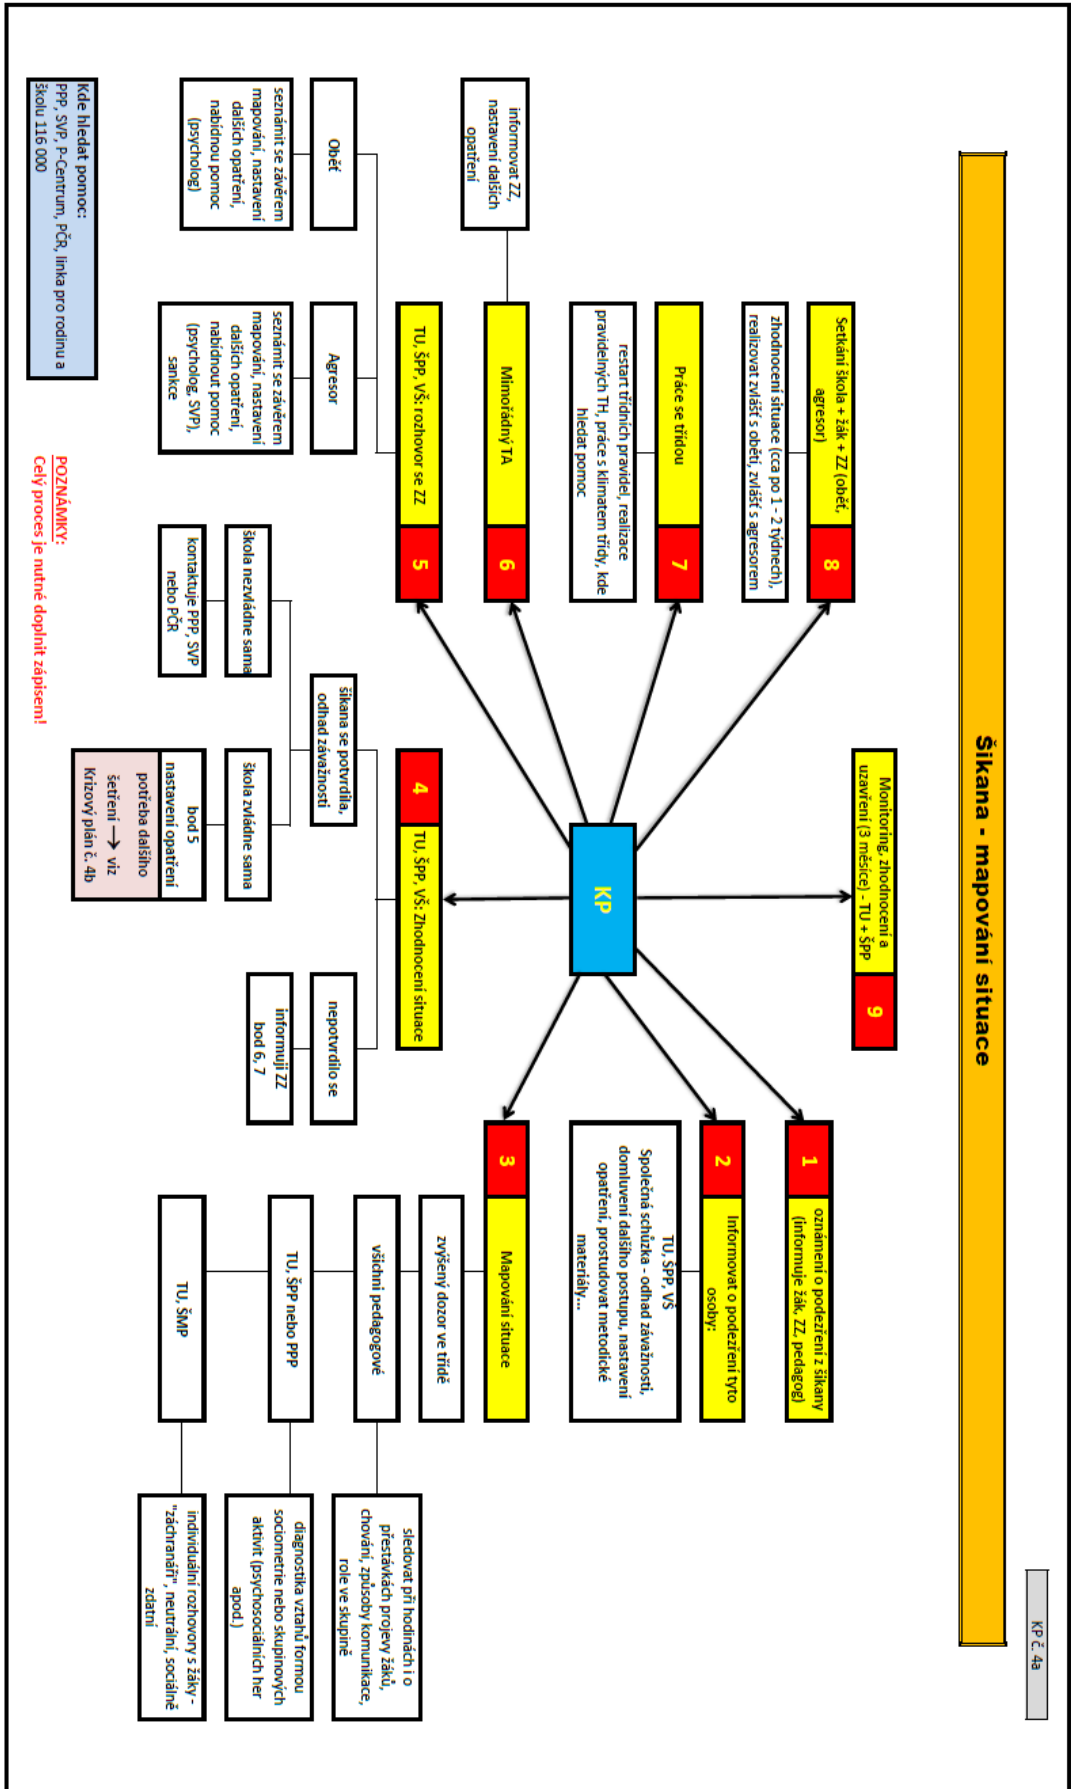 KP č. 4a
Šikana - mapování situace
Monitoring, zhodnocení a
uzavření (3 měsíce) - TU + ŠPP
9
Setkání škola + žák + ZZ (oběť,
agresor)
8
zhodnocení situace (cca po 1 - 2 týdnech),
realizovat zvlášť s obětí, zvlášť s agresorem
1
oznámení o podezření z šikany
(informuje žák, ZZ, pedagog)
Práce se třídou
7
restart třídních pravidel, realizace
pravidelných TH, práce s klimatem třídy, kde
hledat pomoc
2
Informovat o podezření tyto
osoby:
TU, ŠPP, VŠ
Společná schůzka - odhad závažnosti,
domluvení dalšího postupu, nastavení
opatření, prostudovat metodické
materiály...
KP
informovat ZZ,
nastavení dalších
opatření
Mimořádný TA
6
3
Mapování situace
TU, ŠPP, VŠ: rozhovor se ZZ
5
4
TU, ŠPP, VŠ: Zhodnocení situace
zvýšený dozor ve třídě
Oběť
Agresor
šikana se potvrdila,
odhad závažnosti
nepotvrdilo se
všichni pedagogové
sledovat při hodinách i o
přestávkách projevy žáků,
chování, způsoby komunikace,
role ve skupině
seznámit se závěrem
mapování, nastavení
dalších opatření,
nabídnou pomoc
(psycholog)
seznámit se závěrem
mapování, nastavení
dalších opatření,
nabídnout pomoc
(psycholog, SVP),
sankce
škola nezvládne sama
škola zvládne sama
informuji ZZ
bod 6, 7
TU, ŠPP nebo PPP
diagnostika vztahů formou
sociometrie nebo skupinových
aktivit (psychosociálních her
apod.)
kontaktuje PPP, SVP
nebo PČR
bod 5
nastavení opatření
potřeba dalšího
šetření → viz
Krizový plán č. 4b
TU, ŠMP
individuální rozhovory s žáky -
"záchranáři", neutrální, sociálně
zdatní
Kde hledat pomoc:
PPP, SVP, P-Centrum, PČR, linka pro rodinu a
školu 116 000
POZNÁMKY:
Celý proces je nutné doplnit zápisem!